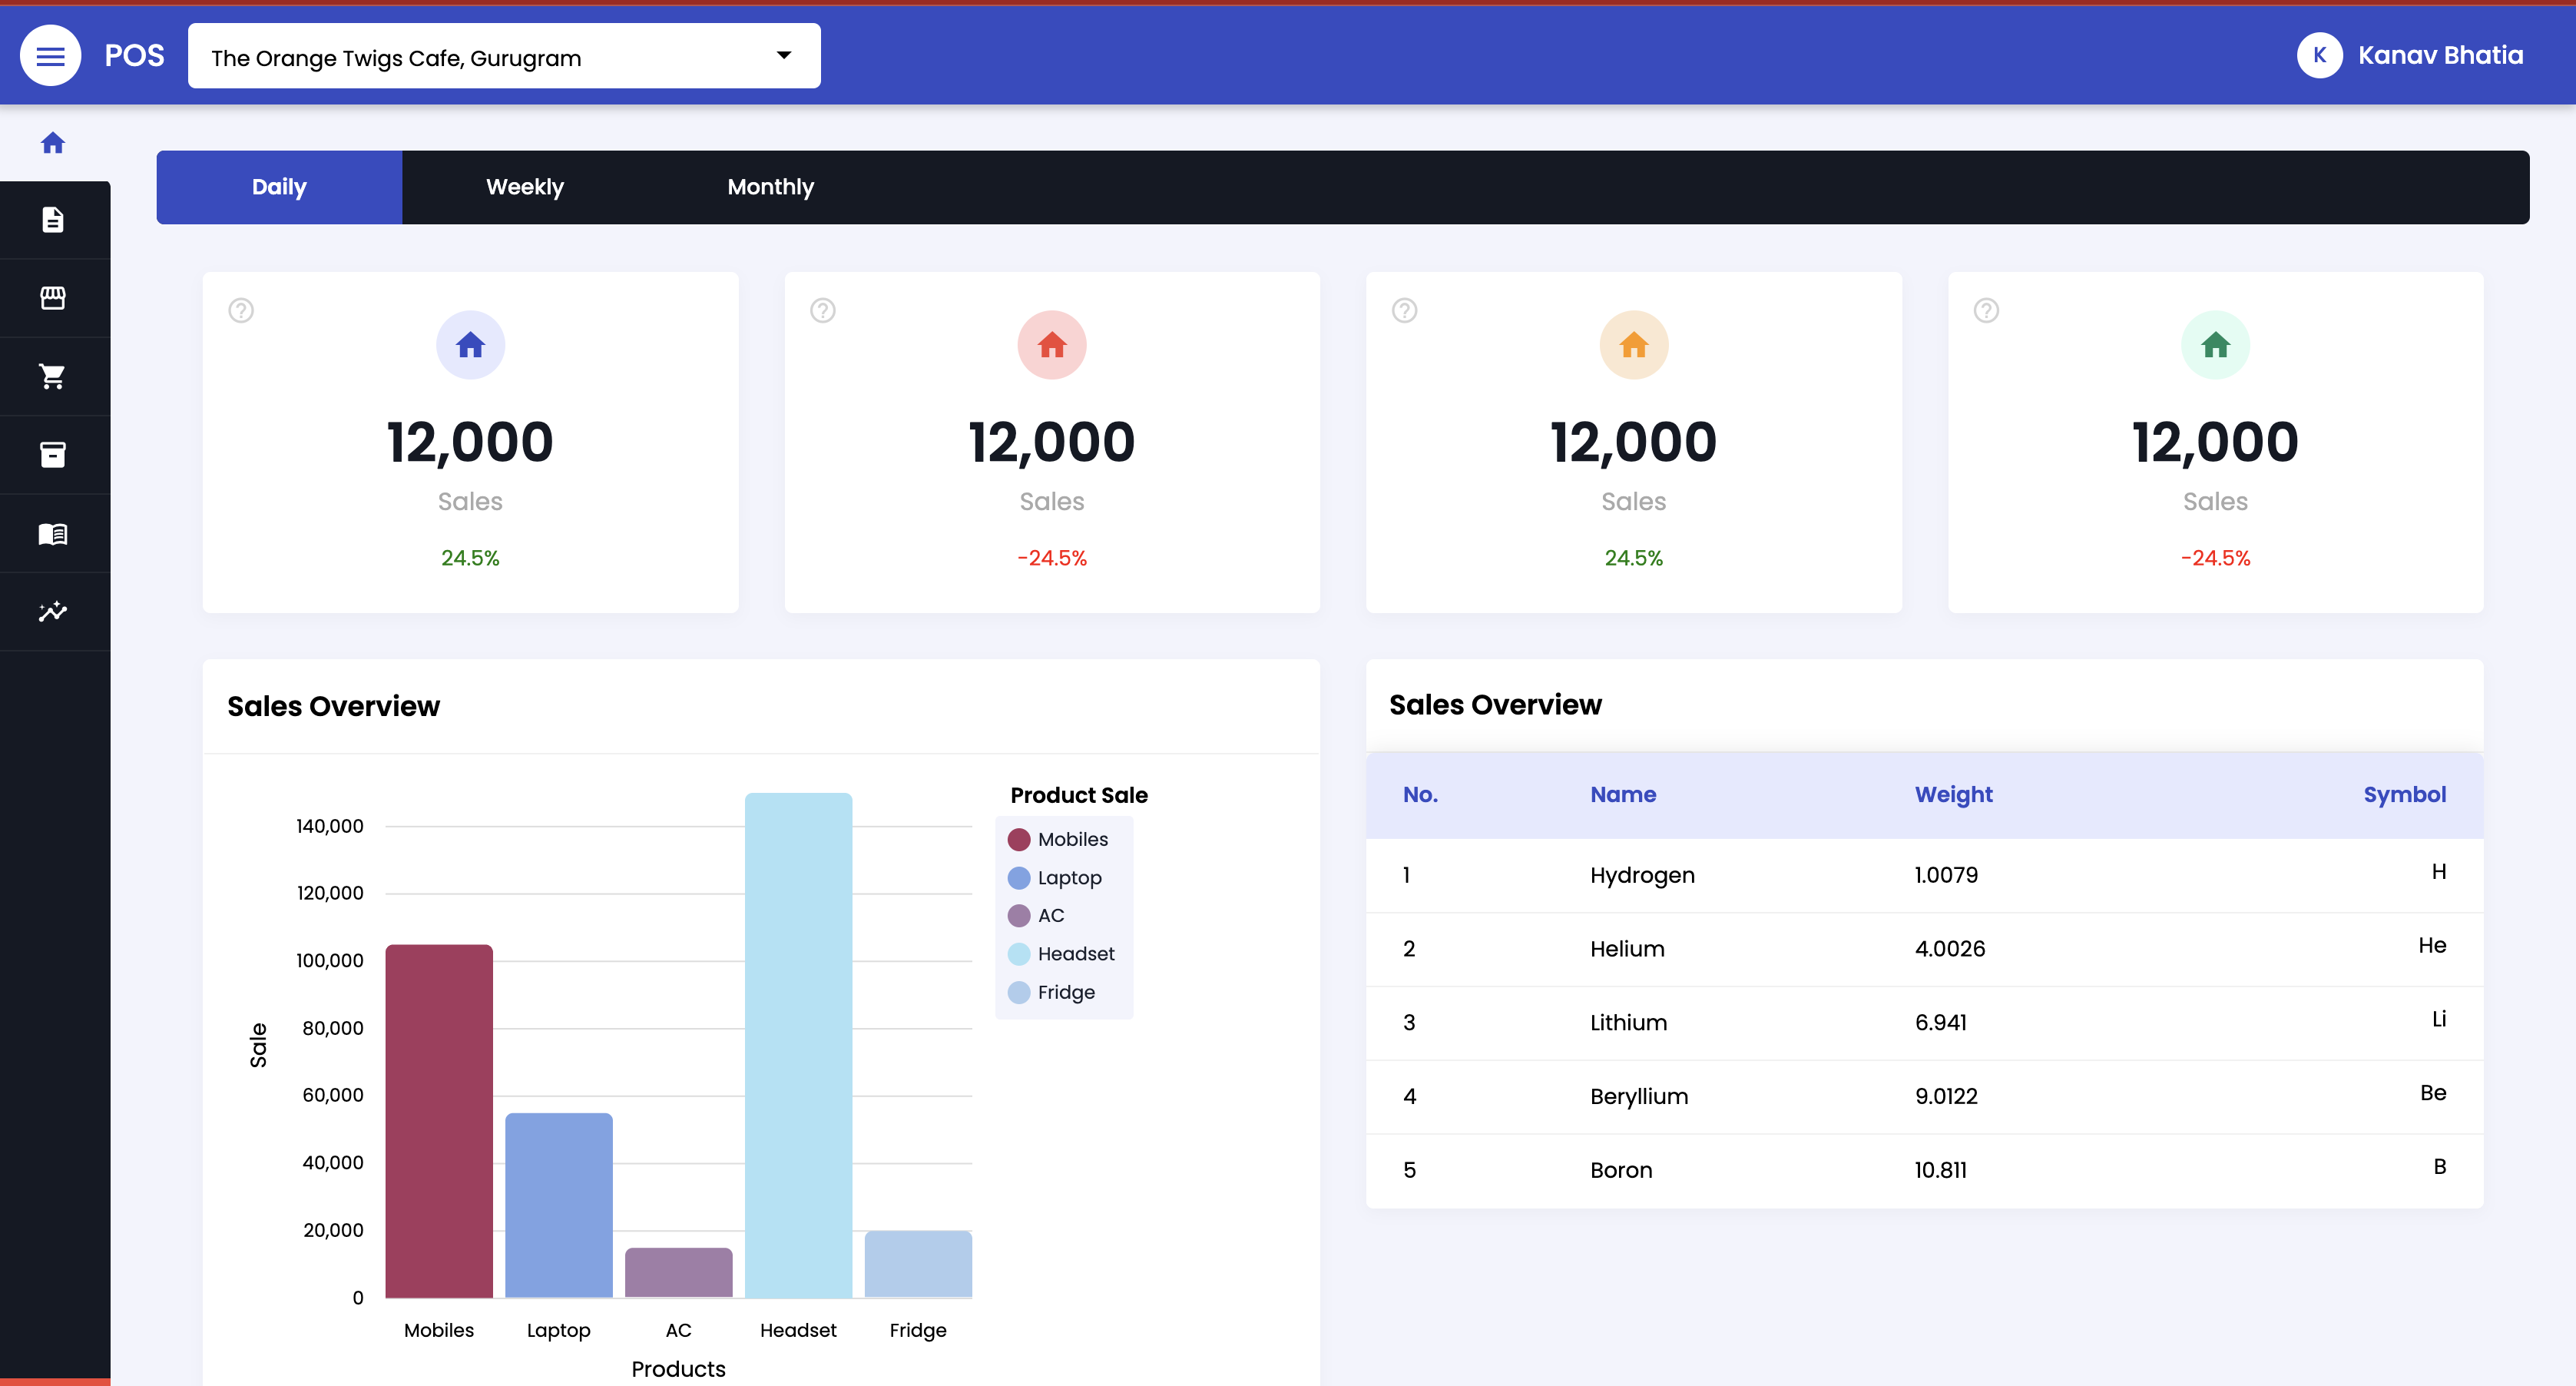 POS
The Orange Twigs Cafe, Gurugram
K Kanav Bhatia
Daily Weekly Monthly
12,000
Sales
24.5%
12,000
Sales
-24.5%
12,000
Sales
24.5%
12,000
Sales
-24.5%
Sales Overview
Product Sale
Mobiles
Laptop
AC
Headset
Fridge
Sale
140,000
120,000
100,000
80,000
60,000
40,000
20,000
0
Mobiles Laptop AC Headset Fridge
Products
Sales Overview
No. Name Weight Symbol
1 Hydrogen 1.0079 H
2 Helium 4.0026 He
3 Lithium 6.941 Li
4 Beryllium 9.0122 Be
5 Boron 10.811 B